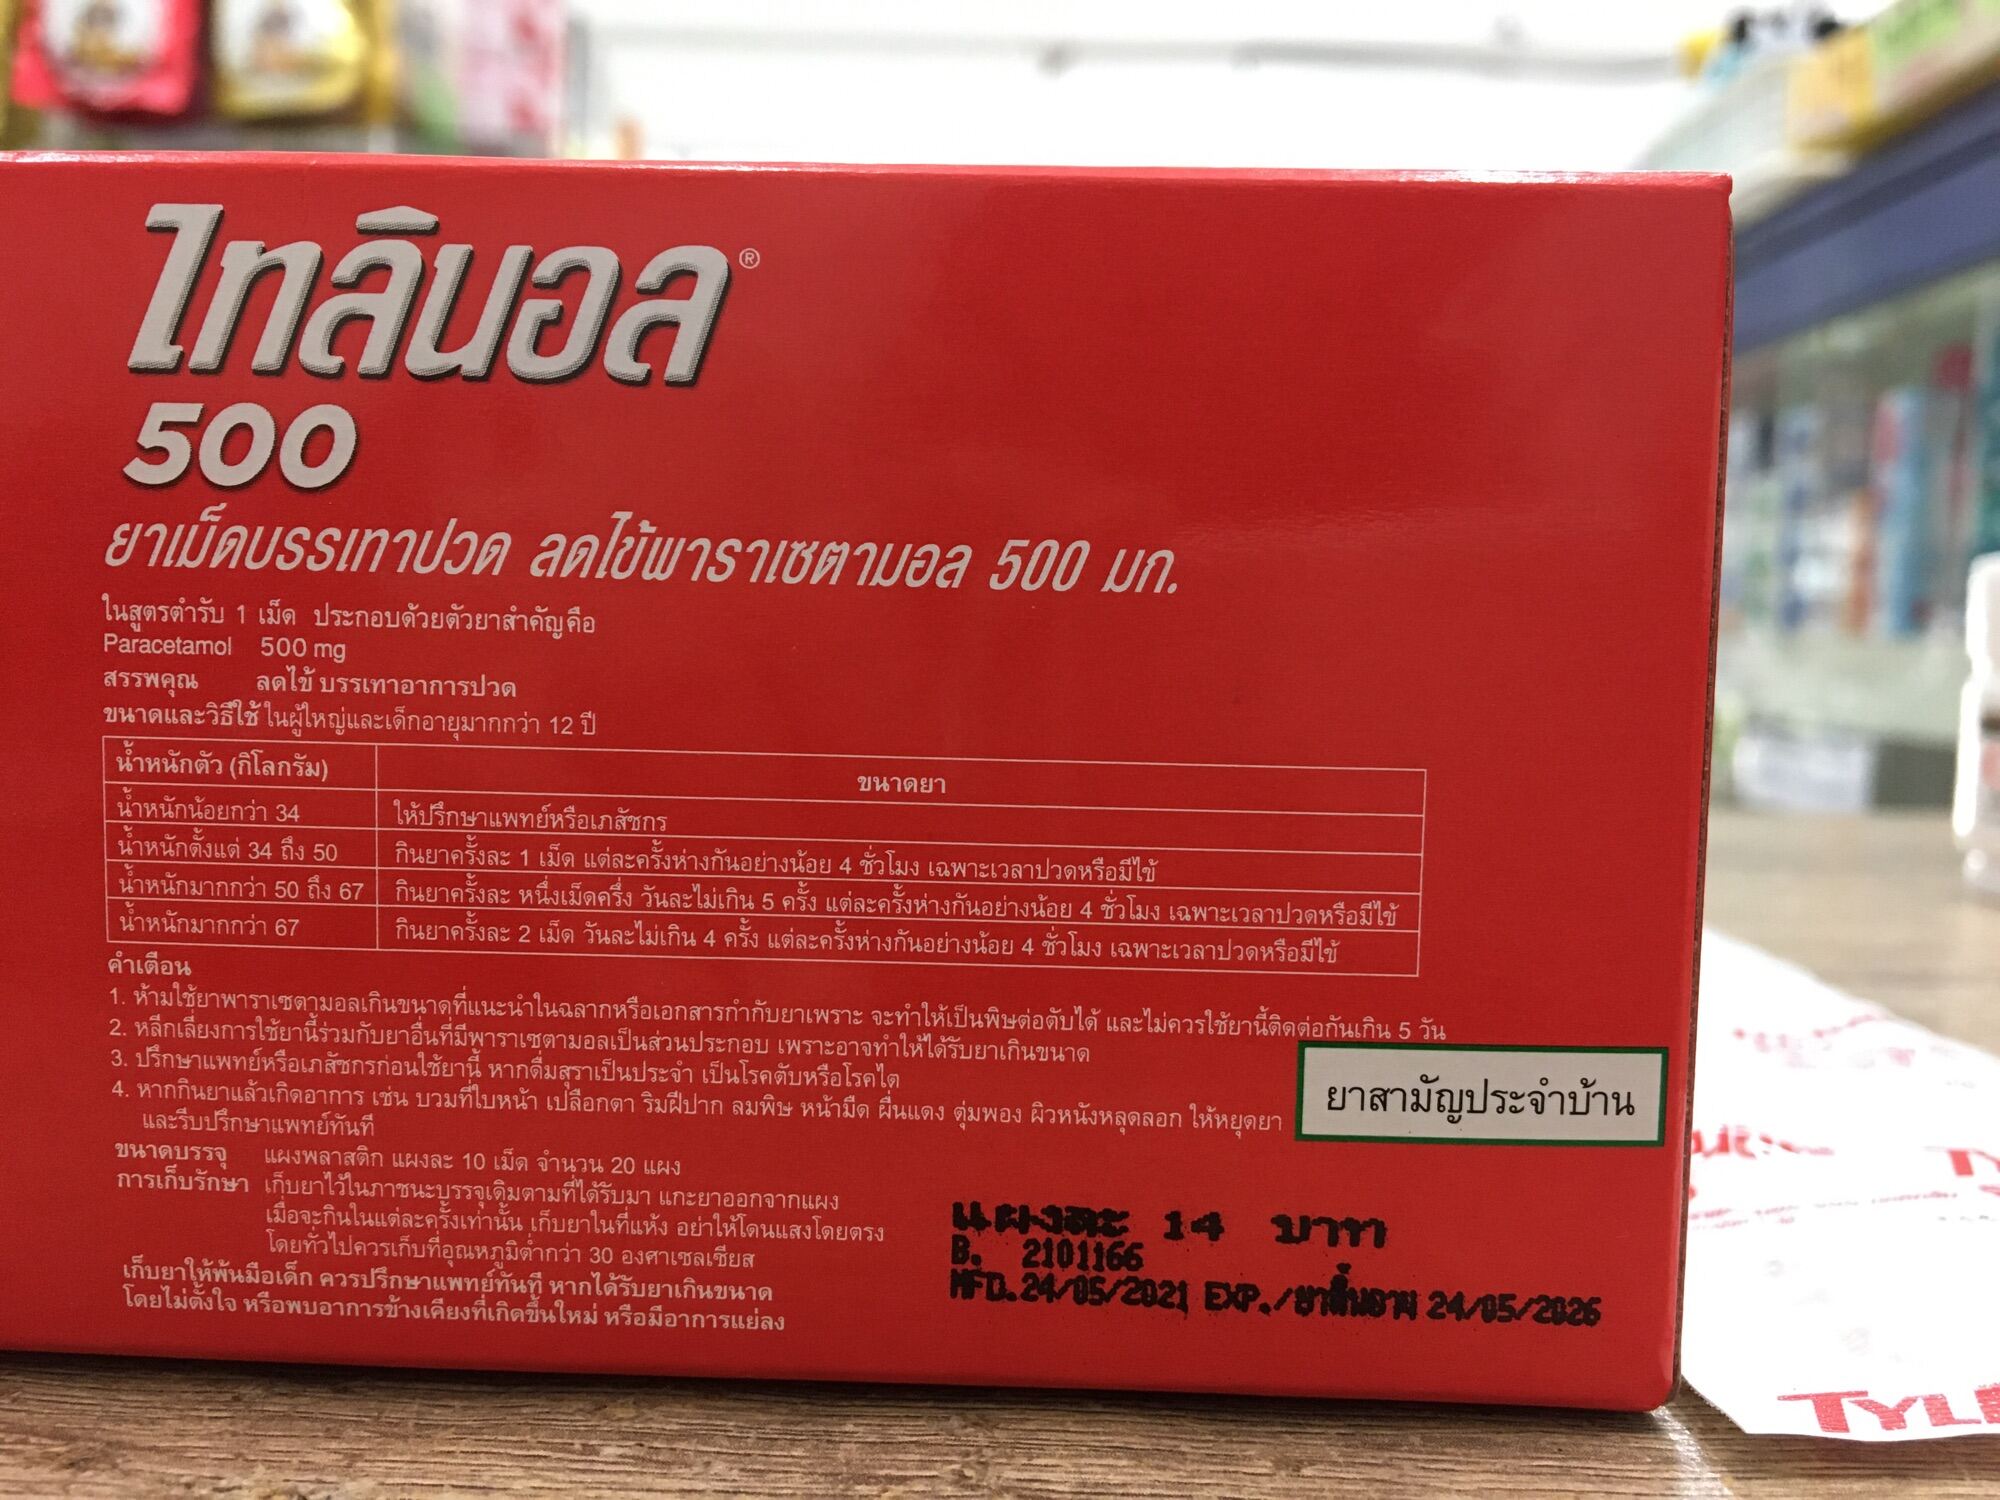 ไทลินอล®
500
ยาเม็ดบรรเทาปวด ลดไข้พาราเซตามอล 500 มก.
ในสูตรตำรับ 1 เม็ด ประกอบด้วยตัวยาสำคัญคือ
Paracetamol 500 mg
สรรพคุณ ลดไข้ บรรเทาอาการปวด
ขนาดและวิธีใช้ ในผู้ใหญ่และเด็กอายุมากกว่า 12 ปี
น้ำหนักตัว (กิโลกรัม) ขนาดยา
น้ำหนักน้อยกว่า 34 ให้ปรึกษาแพทย์หรือเภสัชกร
น้ำหนักตั้งแต่ 34 ถึง 50 กินยาครั้งละ 1 เม็ด แต่ละครั้งห่างกันอย่างน้อย 4 ชั่วโมง เฉพาะเวลาปวดหรือมีไข้
น้ำหนักมากกว่า 50 ถึง 67 กินยาครั้งละ หนึ่งเม็ดครึ่ง วันละไม่เกิน 5 ครั้ง แต่ละครั้งห่างกันอย่างน้อย 4 ชั่วโมง เฉพาะเวลาปวดหรือมีไข้
น้ำหนักมากกว่า 67 กินยาครั้งละ 2 เม็ด วันละไม่เกิน 4 ครั้ง แต่ละครั้งห่างกันอย่างน้อย 4 ชั่วโมง เฉพาะเวลาปวดหรือมีไข้
คำเตือน
1. ห้ามใช้ยาพาราเซตามอลเกินขนาดที่แนะนำในฉลากหรือเอกสารกำกับยาเพราะ จะทำให้เป็นพิษต่อตับได้ และไม่ควรใช้ยานี้ติดต่อกันเกิน 5 วัน
2. หลีกเลี่ยงการใช้ยานี้ร่วมกับยาอื่นที่มีพาราเซตามอลเป็นส่วนประกอบ เพราะอาจทำให้ได้รับยาเกินขนาด
3. ปรึกษาแพทย์หรือเภสัชกรก่อนใช้ยานี้ หากดื่มสุราเป็นประจำ เป็นโรคตับหรือโรคไต
4. หากกินยาแล้วเกิดอาการ เช่น บวมที่ใบหน้า เปลือกตา ริมฝีปาก ลมพิษ หน้ามืด ผื่นแดง ตุ่มพอง ผิวหนังหลุดลอก ให้หยุดยา
และรีบปรึกษาแพทย์ทันที
ยาสามัญประจำบ้าน
ขนาดบรรจุ แผงพลาสติก แผงละ 10 เม็ด จำนวน 20 แผง
การเก็บรักษา เก็บยาไว้ในภาชนะบรรจุเดิมตามที่ได้รับมา แกะยาออกจากแผง
เมื่อจะกินในแต่ละครั้งเท่านั้น เก็บยาในที่แห้ง อย่าให้โดนแสงโดยตรง
โดยทั่วไปควรเก็บที่อุณหภูมิต่ำกว่า 30 องศาเซลเซียส
เก็บยาให้พ้นมือเด็ก ควรปรึกษาแพทย์ทันที หากได้รับยาเกินขนาด
โดยไม่ตั้งใจ หรือพบอาการข้างเคียงที่เกิดขึ้นใหม่ หรือมีอาการแย่ลง
แผงละ 14 บาท
B. 2101166
MFD.24/05/2021 EXP./ยาสิ้นอายุ 24/05/2026